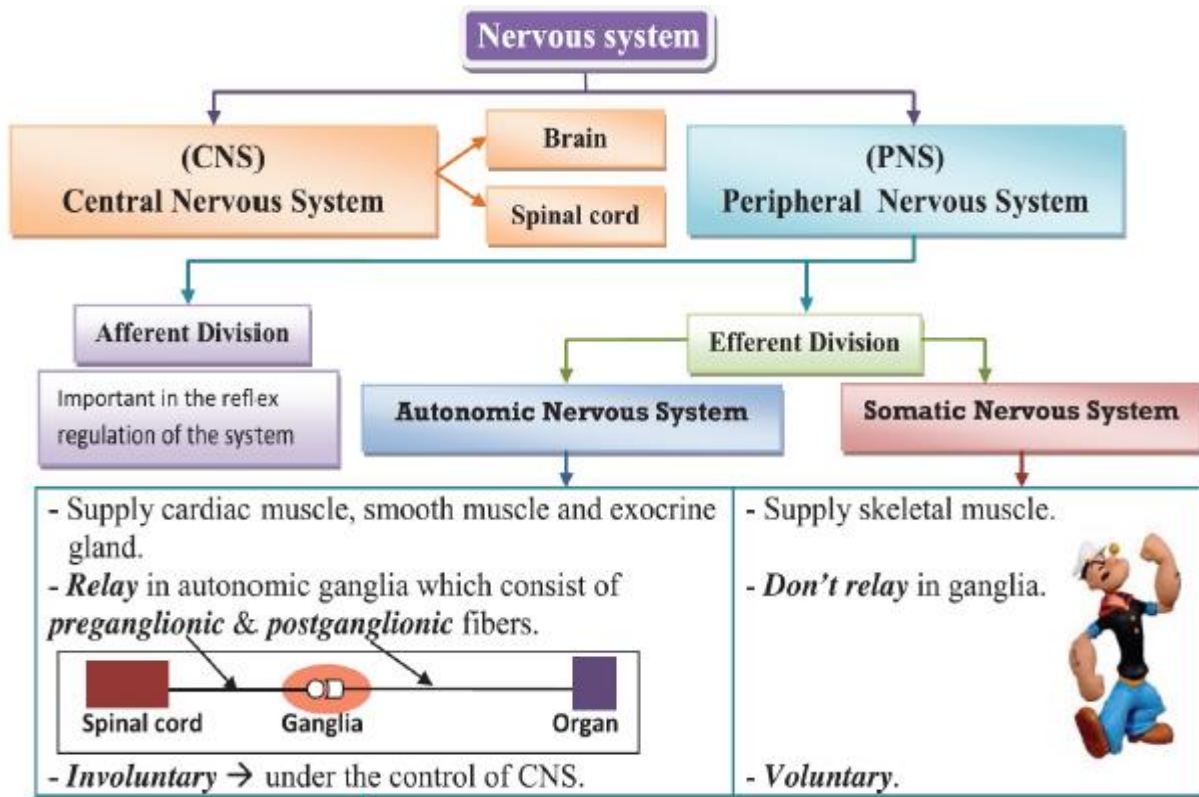 Nervous system
(CNS)
Central Nervous System
Brain
Spinal cord
(PNS)
Peripheral Nervous System
Afferent Division
Important in the reflex
regulation of the system
Efferent Division
Autonomic Nervous System
Somatic Nervous System
- Supply cardiac muscle, smooth muscle and exocrine
gland.
- Relay in autonomic ganglia which consist of
preganglionic & postganglionic fibers.
Spinal cord
Ganglia
Organ
- Involuntary → under the control of CNS.
- Supply skeletal muscle.
- Don't relay in ganglia.
- Voluntary.